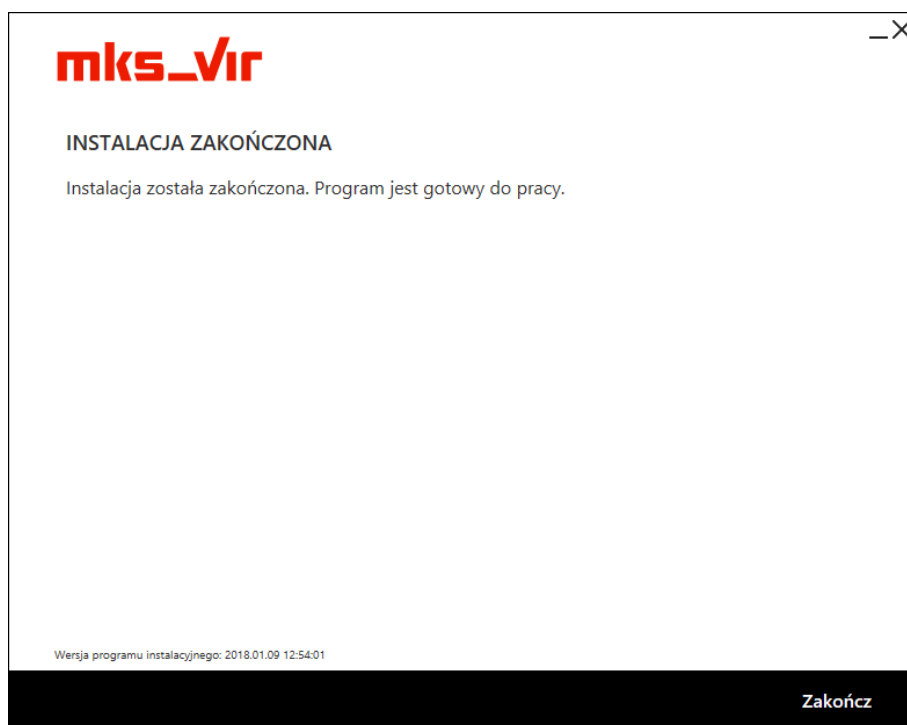 mks_vir
INSTALACJA ZAKOŃCZONA
Instalacja została zakończona. Program jest gotowy do pracy.
Wersja programu instalacyjnego: 2018.01.09 12:54:01
Zakończ